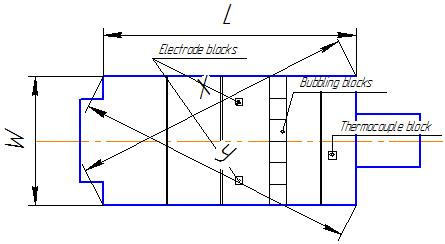 L
Electrode blocks
X
Bubbling blocks
Thermocouple block
W
y